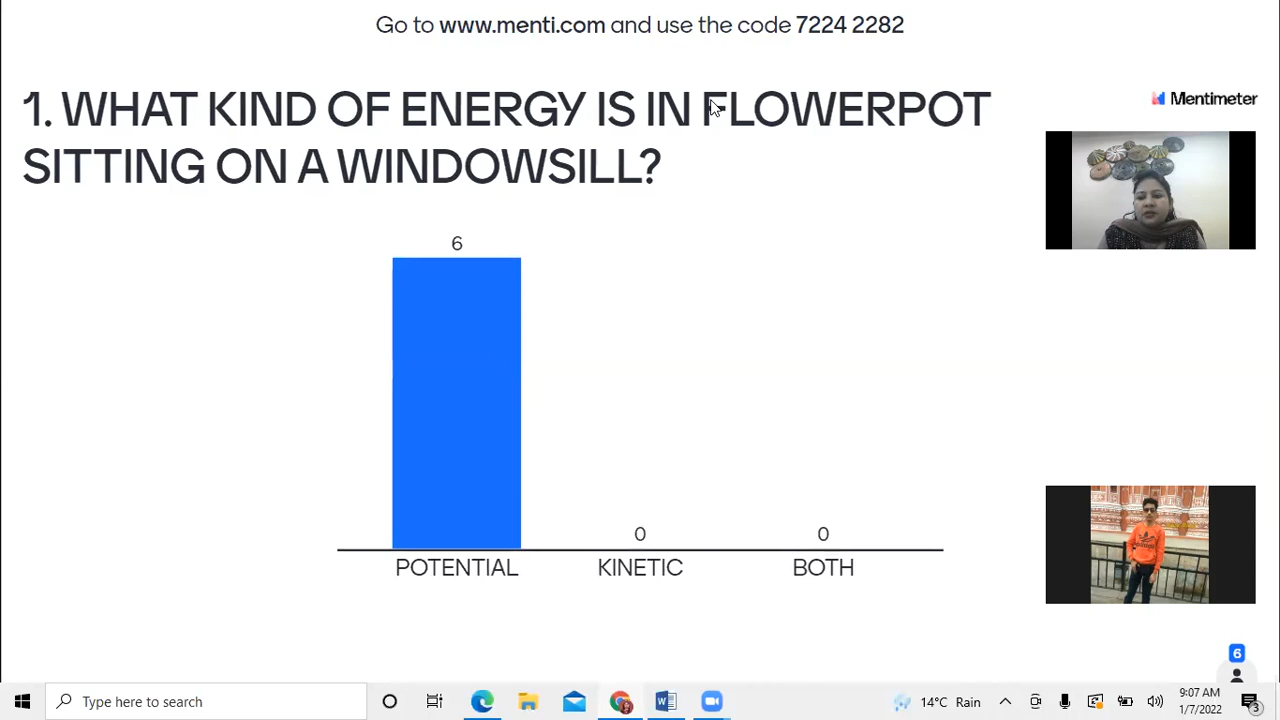 Go to www.menti.com and use the code 7224 2282
1. WHAT KIND OF ENERGY IS IN FLOWERPOT
SITTING ON A WINDOWSILL?
Mentimeter
6
0
0
POTENTIAL
KINETIC
BOTH
6
Type here to search
14°C Rain
9:07 AM
1/7/2022
3